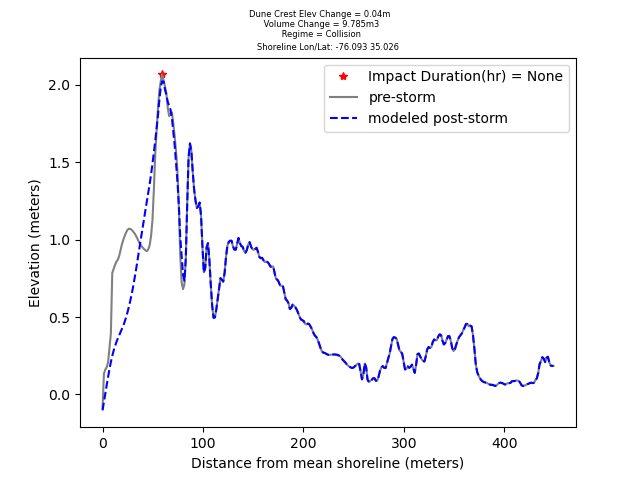 Dune Crest Elev Change = 0.04m
Volume Change = 9.785m3
Regime = Collision
Shoreline Lon/Lat: -76.093 35.026
Impact Duration(hr) = None
pre-storm
modeled post-storm
Elevation (meters)
2.0
1.5
1.0
0.5
0.0
0 100 200 300 400
Distance from mean shoreline (meters)